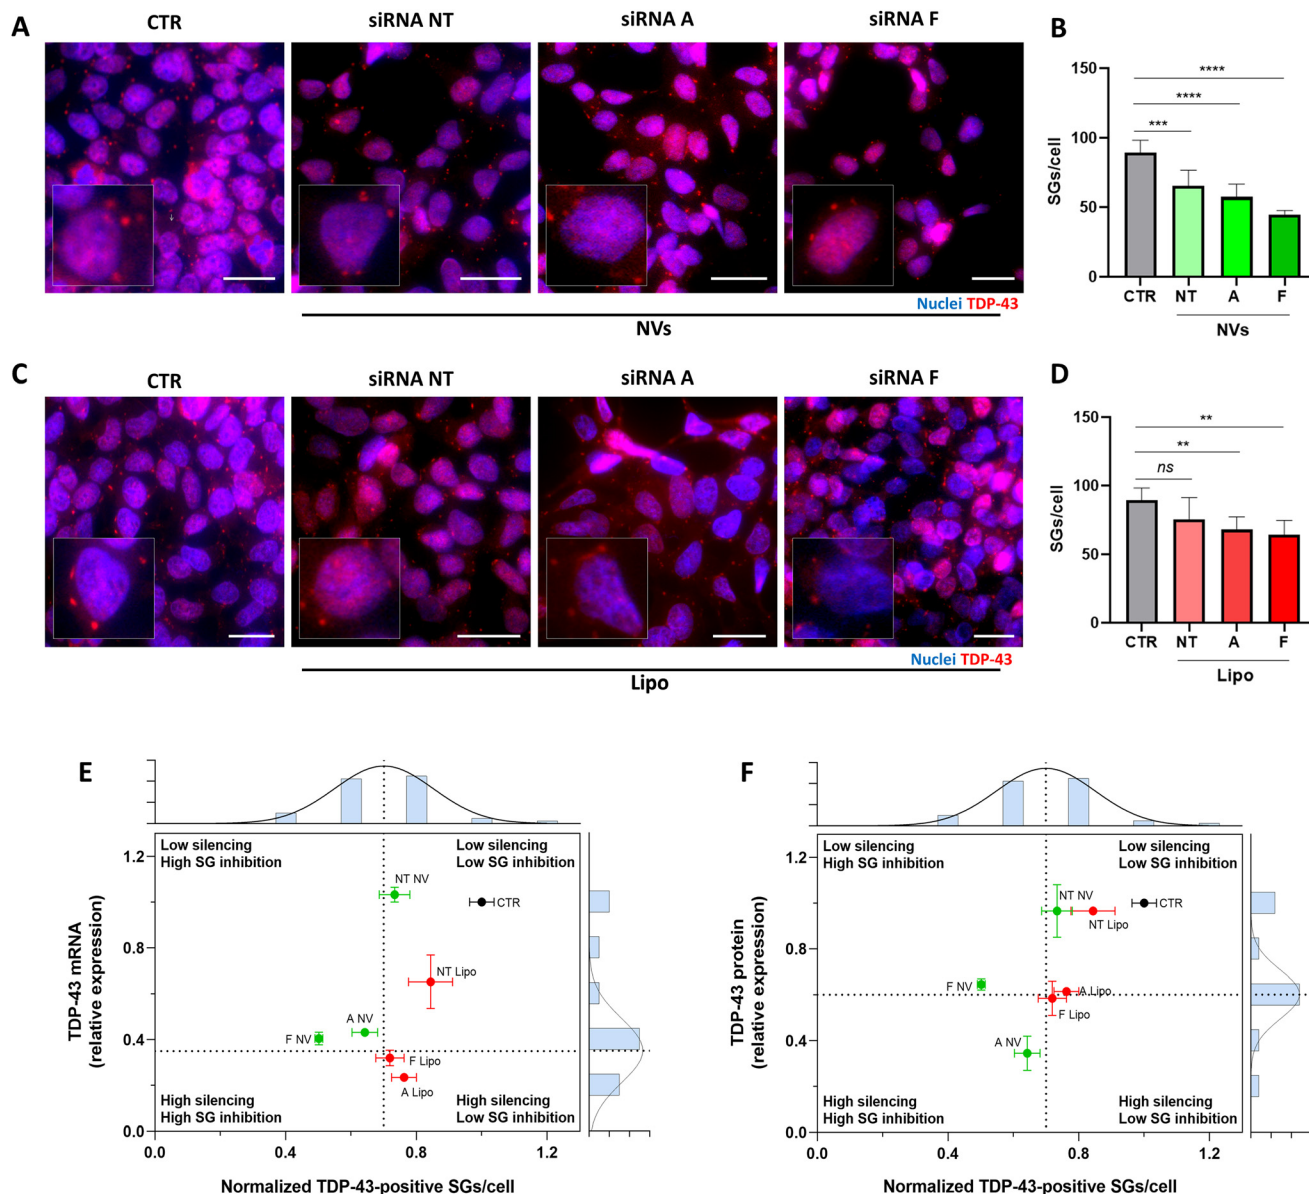 A
CTR
siRNA NT
siRNA A
siRNA F
Nuclei TDP-43
NVs
B
SGs/cell
150
100
50
0
***
****
****
CTR
NT
A
F
NVs
C
CTR
siRNA NT
siRNA A
siRNA F
Nuclei TDP-43
Lipo
D
SGs/cell
150
100
50
0
ns
**
**
CTR
NT
A
F
Lipo
E
Low silencing
High SG inhibition
Low silencing
Low SG inhibition
NT NV
CTR
NT Lipo
A NV
F NV
F Lipo
A Lipo
High silencing
High SG inhibition
High silencing
Low SG inhibition
TDP-43 mRNA
(relative expression)
1.2
0.8
0.4
0.0
0.0
0.4
0.8
1.2
Normalized TDP-43-positive SGs/cell
F
Low silencing
High SG inhibition
Low silencing
Low SG inhibition
NT NV
CTR
NT Lipo
F NV
A Lipo
F Lipo
A NV
High silencing
High SG inhibition
High silencing
Low SG inhibition
TDP-43 protein
(relative expression)
1.2
0.8
0.4
0.0
0.0
0.4
0.8
1.2
Normalized TDP-43-positive SGs/cell